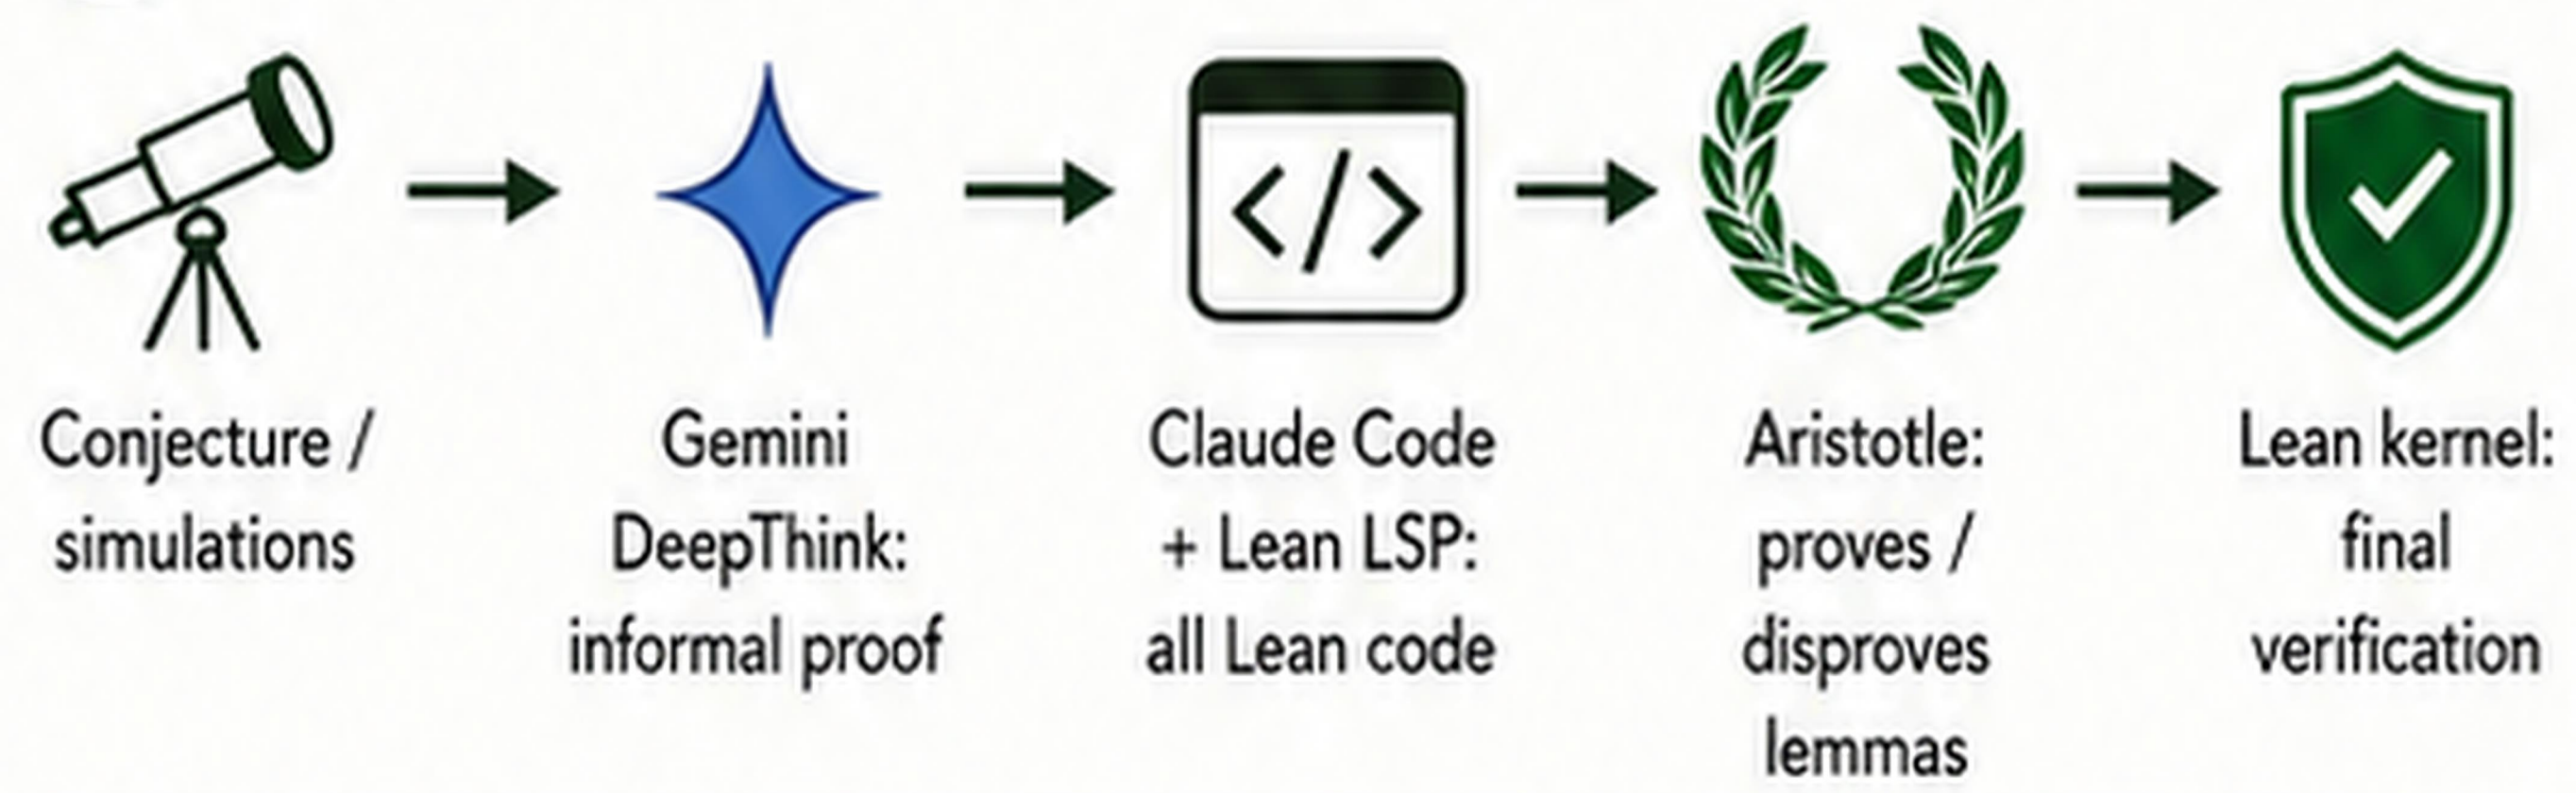 Conjecture /
simulations
Gemini
DeepThink:
informal proof
</>
Claude Code
+ Lean LSP:
all Lean code
Aristotle:
proves /
disproves
lemmas
Lean kernel:
final
verification